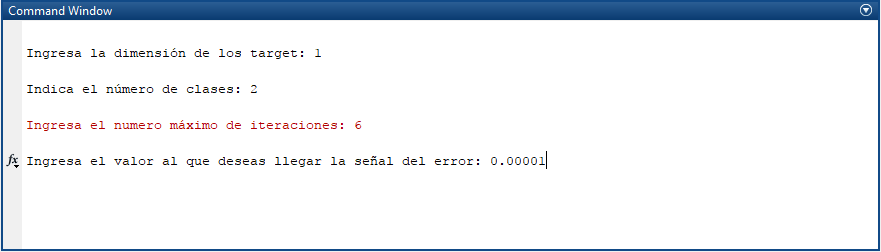 Command Window
Ingresa la dimensión de los target: 1
Indica el número de clases: 2
Ingresa el numero máximo de iteraciones: 6
fx Ingresa el valor al que deseas llegar la señal del error: 0.00001